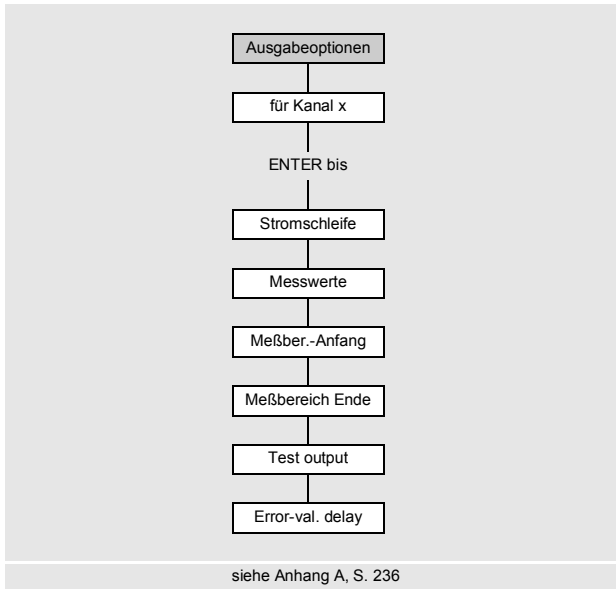 Ausgabeoptionen
für Kanal x
ENTER bis
Stromschleife
Messwerte
Meßber.-Anfang
Meßbereich Ende
Test output
Error-val. delay
siehe Anhang A, S. 236